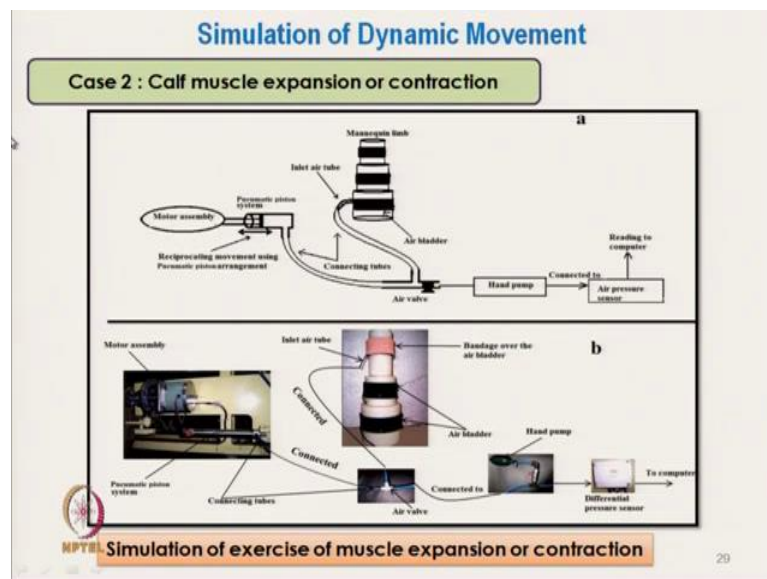 Simulation of Dynamic Movement
Case 2 : Calf muscle expansion or contraction
a
Mannequin limb
Inlet air tube
Pneumatic piston
system
Motor assembly
Air bladder
Reading to
computer
Reciprocating movement using
Pneumatic piston arrangement
Connecting tubes
Connected to
Hand pump
Air pressure
sensor
Air valve
Motor assembly
Inlet air tube
Bandage over the
air bladder
b
Connected
Air bladder
Hand pump
Connected
To computer
Pneumatic piston
system
Connecting tubes
Connected to
Air valve
Differential
pressure sensor
NPTEL
Simulation of exercise of muscle expansion or contraction
29